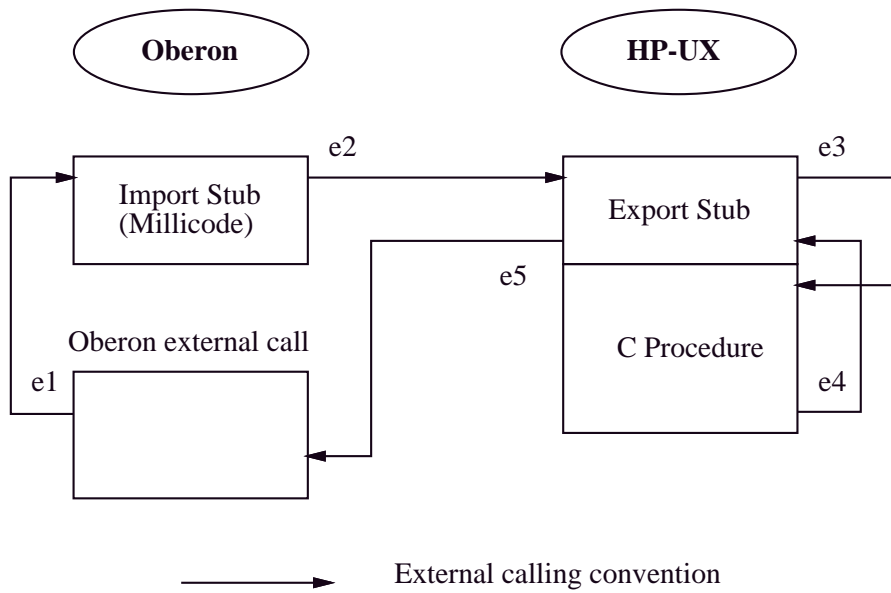 Oberon
HP-UX
e2
e3
Import Stub
(Millicode)
Export Stub
e5
Oberon external call
C Procedure
e1
e4
External calling convention